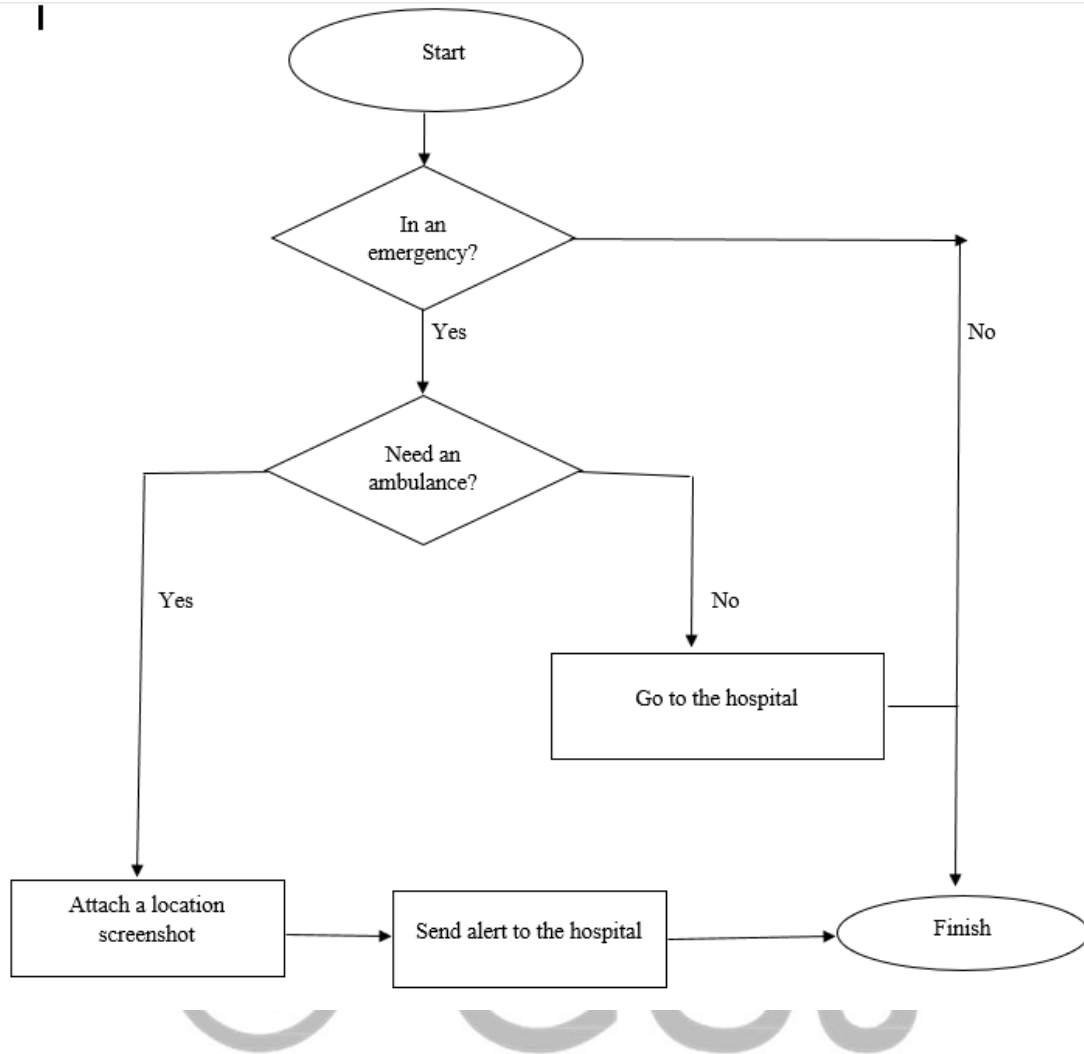 Start
In an
emergency?
Yes
No
Need an
ambulance?
Yes
No
Go to the hospital
Attach a location
screenshot
Send alert to the hospital
Finish